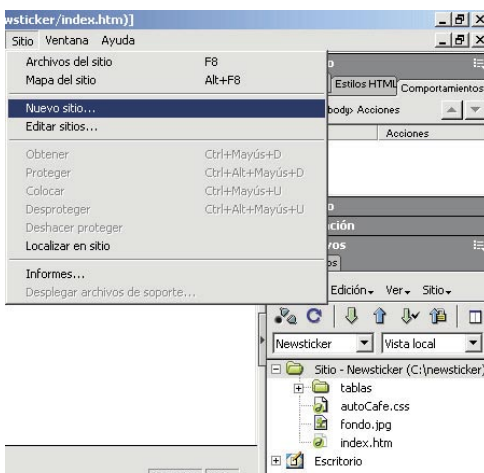 wsticker/index.htm)]
Sitio Ventana Ayuda
Archivos del sitio F8
Mapa del sitio Alt+F8
Nuevo sitio...
Editar sitios...
Obtener Ctrl+Mayús+D
Proteger Ctrl+Alt+Mayús+D
Colocar Ctrl+Mayús+U
Desproteger Ctrl+Alt+Mayús+U
Deshacer proteger
Localizar en sitio
Informes...
Desplegar archivos de soporte...
Estilos HTML Comportamientos
body> Acciones
Acciones
ción
vos
os
Edición Ver Sitio
Newsticker Vista local
Sitio - Newsticker (C:\newsticker)
tablas
autoCafe.css
fondo.jpg
index.htm
Escritorio